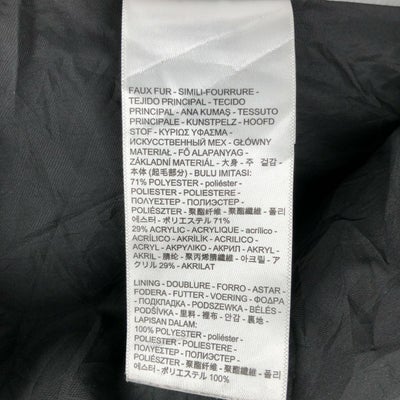 FAUX FUR - SIMILI-FOURRURE -
TEJIDO PRINCIPAL - TECIDO
PRINCIPAL - ANA KUMAŞ - TESSUTO
PRINCIPALE - KUNSTPELZ - HOOFD
STOF - ΚΥΡΙΩΣ ΥΦΑΣΜΑ -
ИСКУССТВЕННЫЙ МЕХ - GŁÓWNY
MATERIAŁ - FŐ ALAPANYAG -
ZÁKLADNÍ MATERIÁL - 大身 - 주 겉감 -
本体 (起毛部分) - BULU IMITASI:
71% POLYESTER - poliéster -
POLIESTER - POLIESTERE -
ПОЛУЕСТЕР - ПОЛИЭСТЕР -
POLIÉSZTER - 聚酯纤维 - 聚酯纖維 - 폴리
에스터 - ポリエステル 71%
29% ACRYLIC - ACRYLIQUE - acrílico -
ACRÍLICO - AKRİLİK - ACRILICO -
ACRYL - ΑΚΡΥΛΙΚΟ - АКРИЛ - AKRYL -
AKRIL - 腈纶 - 聚丙烯腈纖維 - 아크릴 - ア
クリル 29% - AKRILAT
LINING - DOUBLURE - FORRO - ASTAR -
FODERA - FUTTER - VOERING - ΦΟΔΡΑ
- ПОДКЛАДКА - PODSZEWKA - BÉLÉS -
PODŠÍVKA - 里料 - 裡布 - 안감 - 裏地 -
LAPISAN DALAM:
100% POLYESTER - poliéster -
POLIESTER - POLIESTERE -
ПОЛУЕСТЕР - ПОЛИЭСТЕР -
POLIÉSZTER - 聚酯纤维 - 聚酯纖維 - 폴리
에스터 - ポリエステル 100%